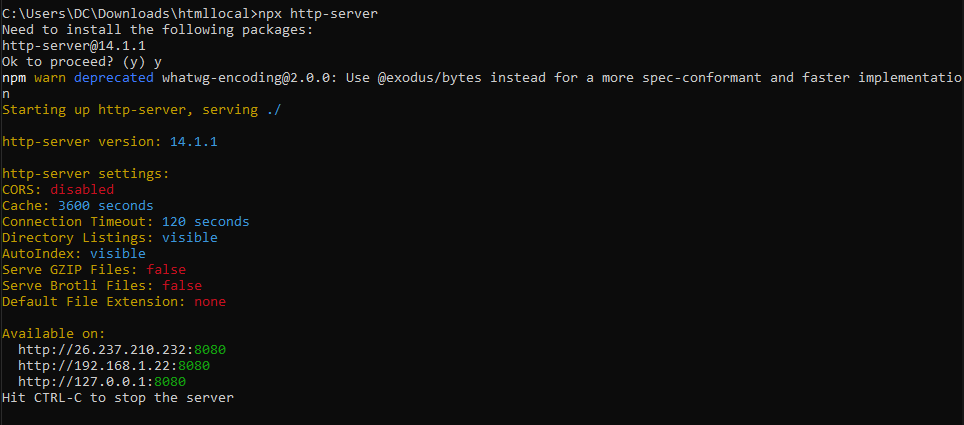 C:\Users\DC\Downloads\htmllocal>npx http-server
Need to install the following packages:
http-server@14.1.1
Ok to proceed? (y) y
npm warn deprecated whatwg-encoding@2.0.0: Use @exodus/bytes instead for a more spec-conformant and faster implementatio
n
Starting up http-server, serving ./
http-server version: 14.1.1
http-server settings:
CORS: disabled
Cache: 3600 seconds
Connection Timeout: 120 seconds
Directory Listings: visible
AutoIndex: visible
Serve GZIP Files: false
Serve Brotli Files: false
Default File Extension: none
Available on:
  http://26.237.210.232:8080
  http://192.168.1.22:8080
  http://127.0.0.1:8080
Hit CTRL-C to stop the server